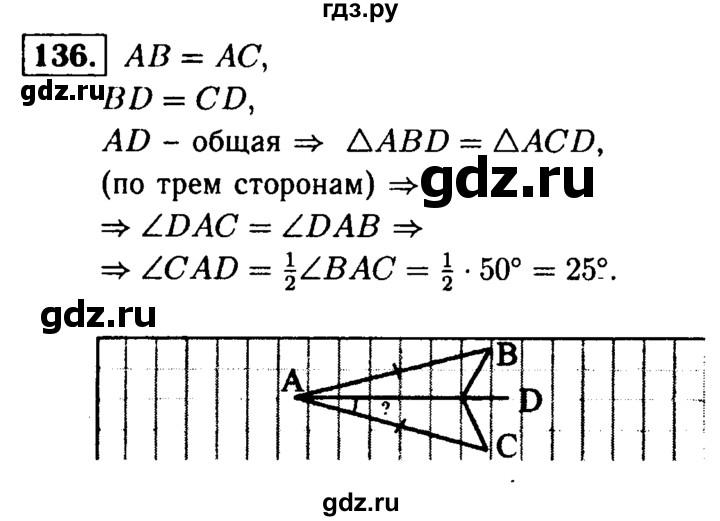 гдз.ру
136. AB = AC,
gdz.ru
BD = CD,
AD – общая ⇒ △ABD = △ACD,
(по трем сторонам) ⇒
gdz.ru
⇒ ∠DAC = ∠DAB ⇒
⇒ ∠CAD = 1/2∠BAC = 1/2 · 50° = 25°.
gdz.ru
B
A
?
D
C
gdz.ru